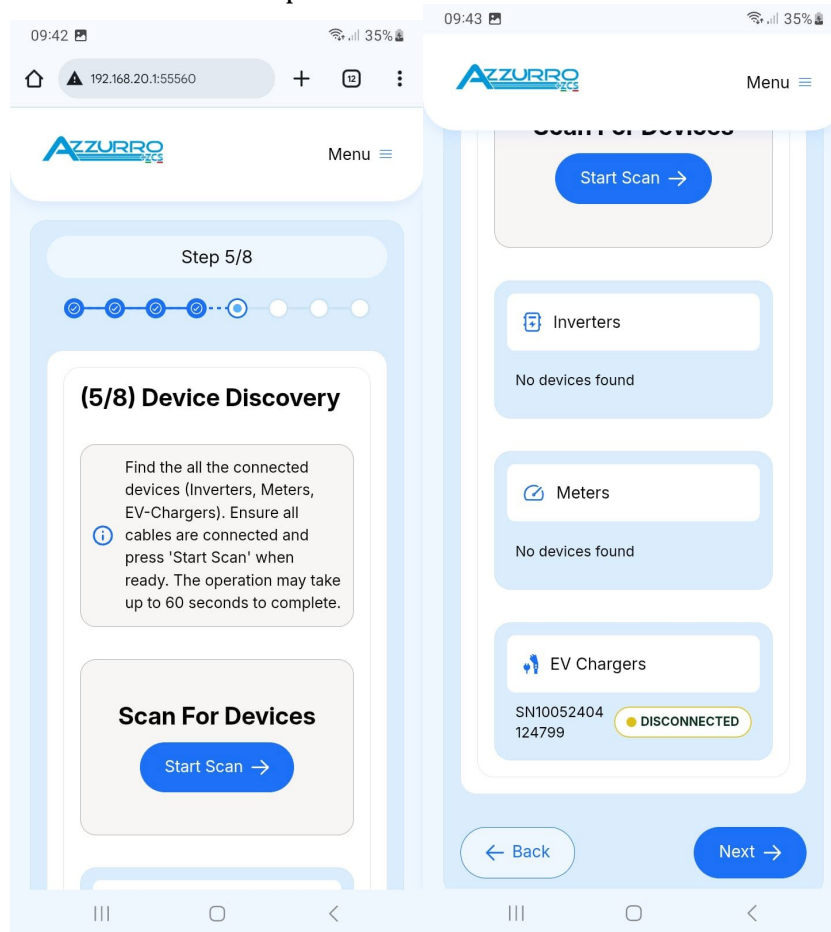 09:42
35%
192.168.20.1:55560
12
AZZURRO
ZCS
Menu
Step 5/8
(5/8) Device Discovery
Find the all the connected
devices (Inverters, Meters,
EV-Chargers). Ensure all
cables are connected and
press 'Start Scan' when
ready. The operation may take
up to 60 seconds to complete.
Scan For Devices
Start Scan →
09:43
35%
AZZURRO
ZCS
Menu
Scan For Devices
Start Scan →
Inverters
No devices found
Meters
No devices found
EV Chargers
SN10052404
124799
DISCONNECTED
← Back
Next →